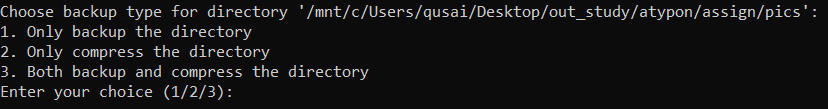 Choose backup type for directory '/mnt/c/Users/qusai/Desktop/out_study/atypon/assign/pics':
1. Only backup the directory
2. Only compress the directory
3. Both backup and compress the directory
Enter your choice (1/2/3):